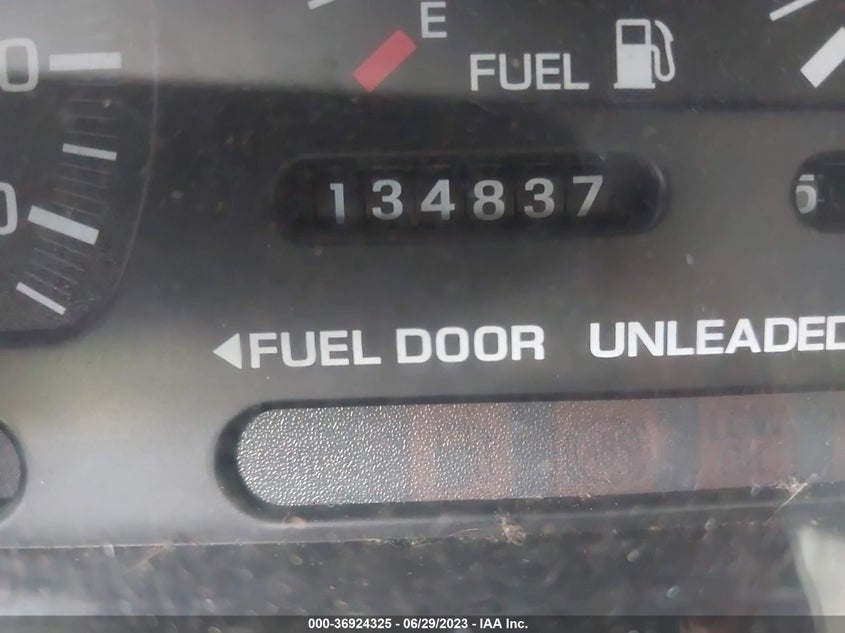 E
FUEL
134837
◀FUEL DOOR UNLEADED
000-36924325 - 06/29/2023 - IAA Inc.